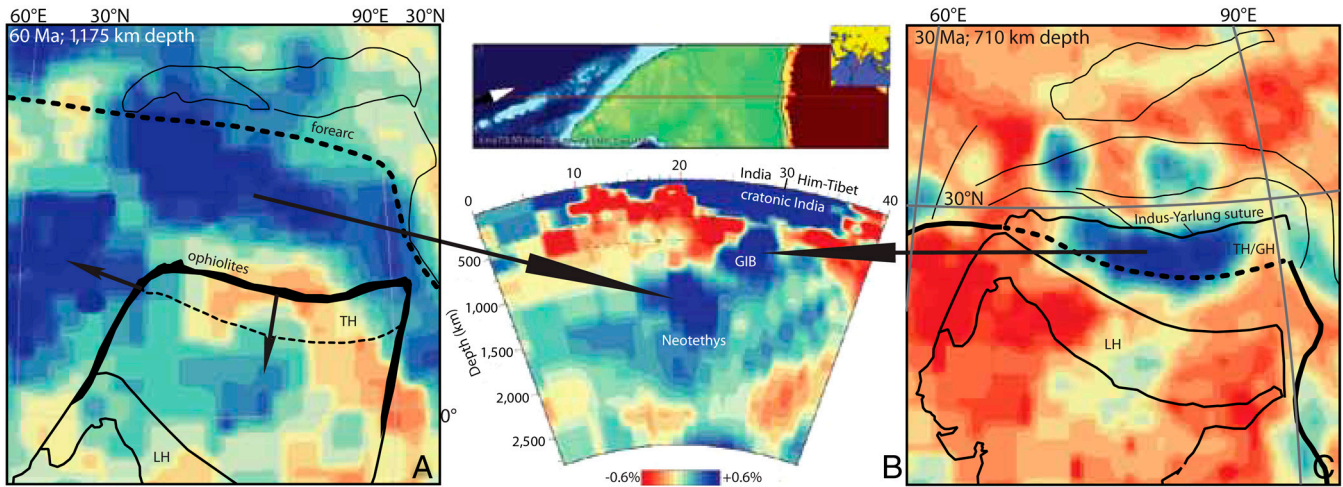 60°E 30°N 90°E 30°N
60 Ma; 1,175 km depth
forearc
ophiolites
TH
LH
0°
A
0 10 20 30 40
India Him-Tibet
cratonic India
GIB
Neotethys
500
1,000
1,500
2,000
2,500
Depth (km)
-0.6% +0.6%
B
60°E 90°E
30 Ma; 710 km depth
30°N
Indus-Yarlung suture
TH/GH
LH
C